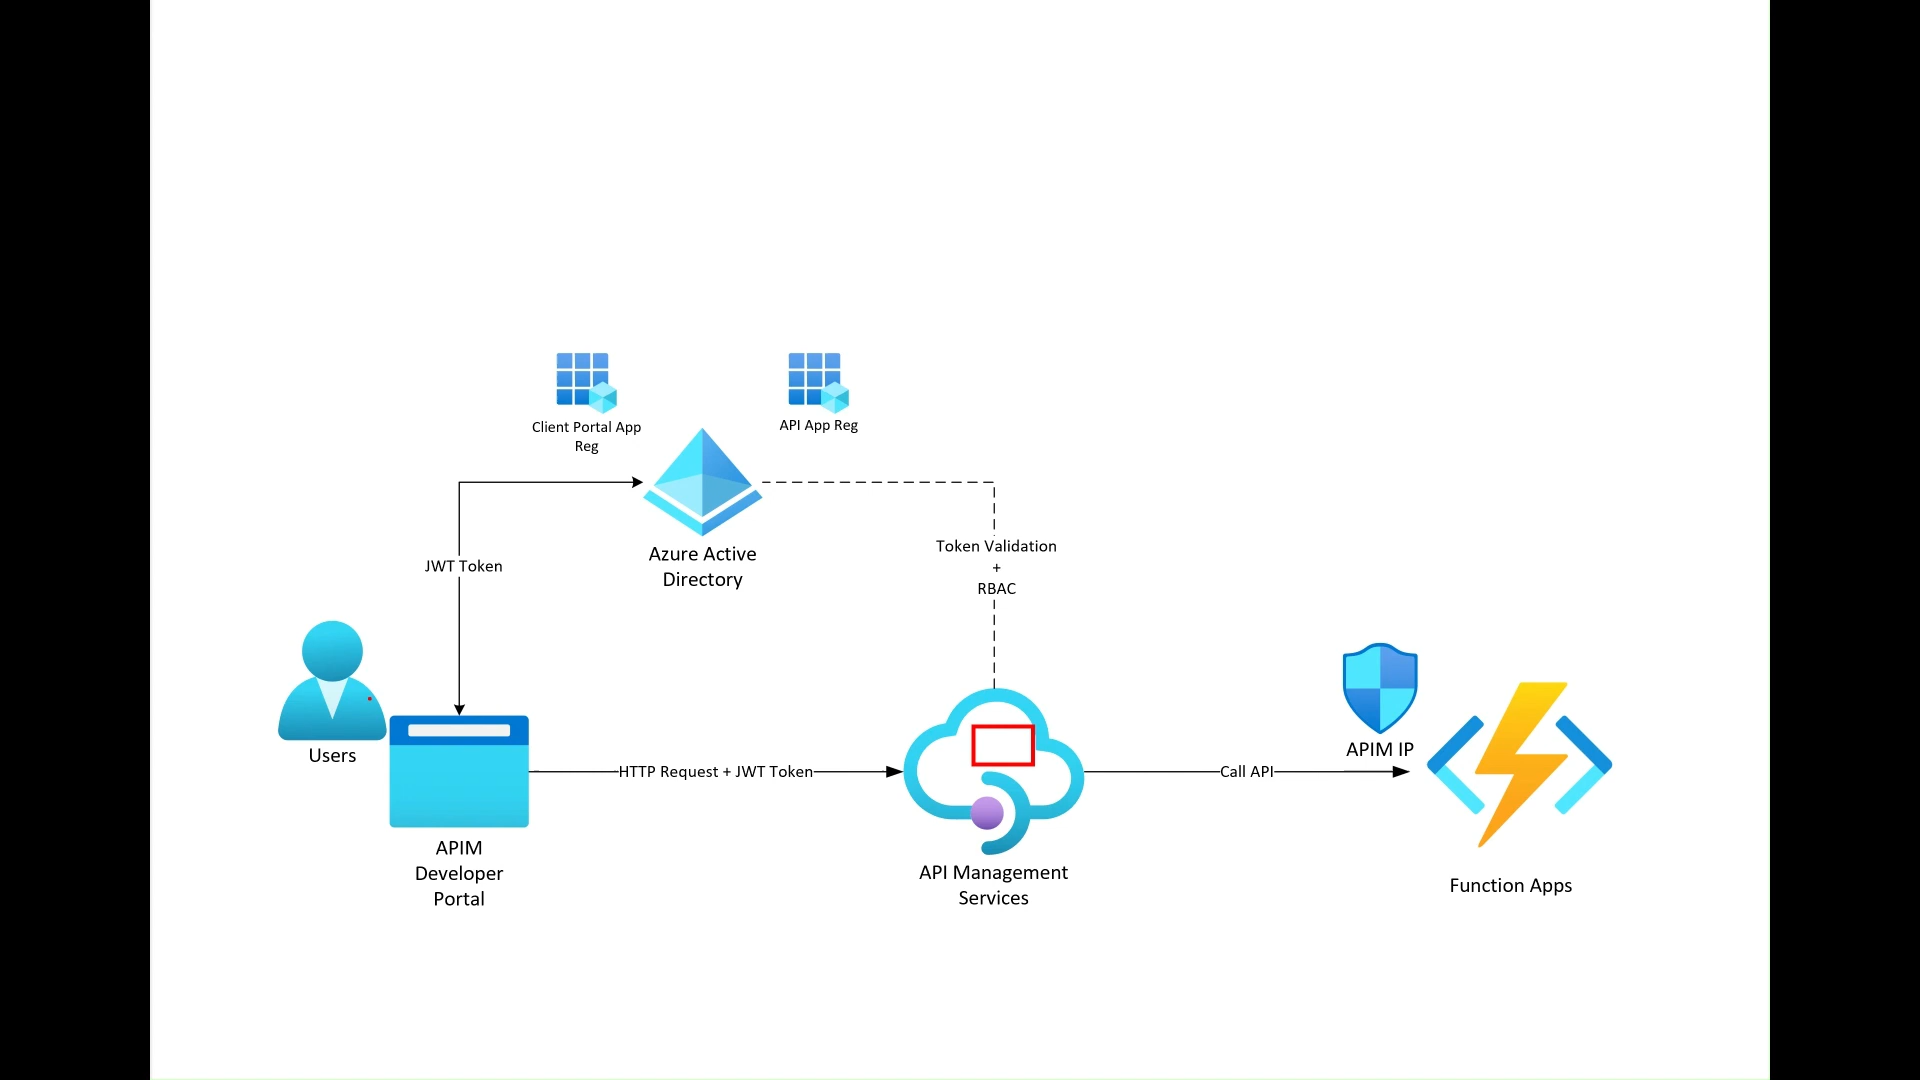 Client Portal App
Reg
API App Reg
Azure Active
Directory
JWT Token
Token Validation
+
RBAC
Users
APIM IP
HTTP Request + JWT Token
Call API
APIM
Developer
Portal
API Management
Services
Function Apps